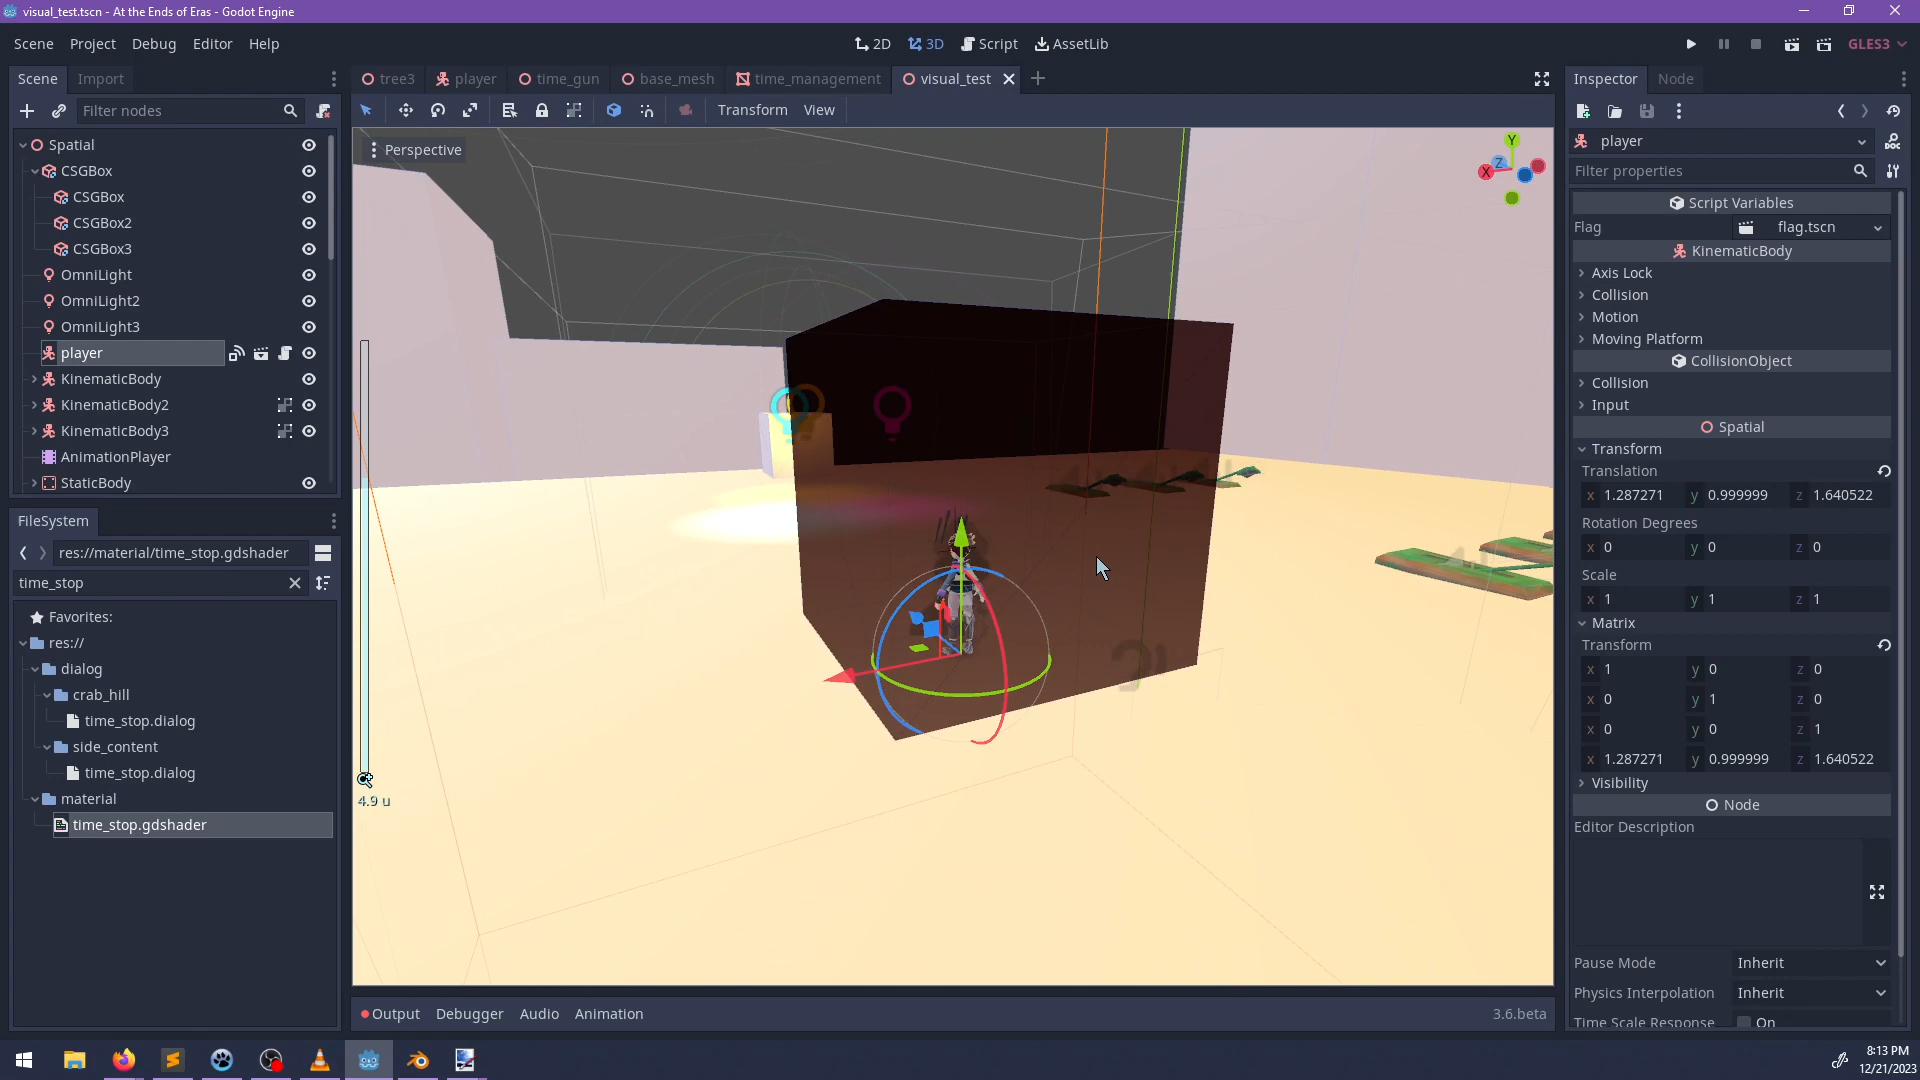 visual_test.tscn - At the Ends of Eras - Godot Engine
Scene Project Debug Editor Help
2D 3D Script AssetLib
GLES3
Scene Import
tree3 player time_gun base_mesh time_management visual_test
Inspector Node
Filter nodes
Transform View
Perspective
Y
X
Z
player
Filter properties
Spatial
CSGBox
CSGBox
CSGBox2
CSGBox3
OmniLight
OmniLight2
OmniLight3
player
KinematicBody
KinematicBody2
KinematicBody3
AnimationPlayer
StaticBody
FileSystem
res://material/time_stop.gdshader
time_stop
Favorites:
res://
dialog
crab_hill
time_stop.dialog
side_content
time_stop.dialog
material
time_stop.gdshader
4.9 u
Script Variables
Flag flag.tscn
KinematicBody
Axis Lock
Collision
Motion
Moving Platform
CollisionObject
Collision
Input
Spatial
Transform
Translation
x 1.287271 y 0.999999 z 1.640522
Rotation Degrees
x 0 y 0 z 0
Scale
x 1 y 1 z 1
Matrix
Transform
x 1 y 0 z 0
x 0 y 1 z 0
x 0 y 0 z 1
x 1.287271 y 0.999999 z 1.640522
Visibility
Node
Editor Description
Pause Mode Inherit
Physics Interpolation Inherit
Time Scale Response On
Output Debugger Audio Animation
3.6.beta
8:13 PM
12/21/2023